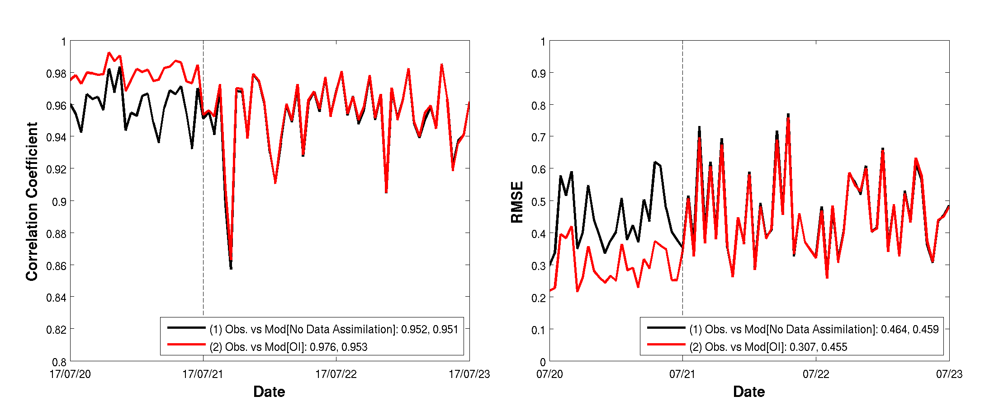 Correlation Coefficient
1
0.98
0.96
0.94
0.92
0.9
0.88
0.86
0.84
0.82
0.8
17/07/20 17/07/21 17/07/22 17/07/23
Date
(1) Obs. vs Mod[No Data Assimilation]: 0.952, 0.951
(2) Obs. vs Mod[OI]: 0.976, 0.953
RMSE
1
0.9
0.8
0.7
0.6
0.5
0.4
0.3
0.2
0.1
0
07/20 07/21 07/22 07/23
Date
(1) Obs. vs Mod[No Data Assimilation]: 0.464, 0.459
(2) Obs. vs Mod[OI]: 0.307, 0.455